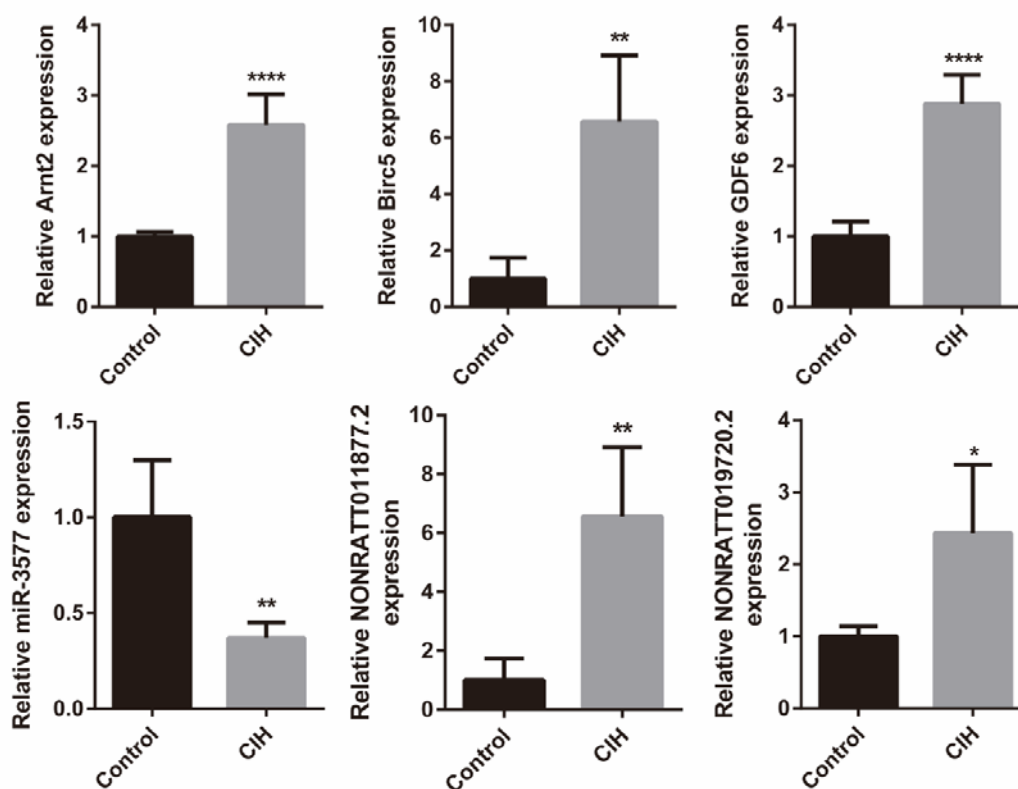 Relative Arnt2 expression
4
3
2
1
0
****
Control
CIH
Relative Birc5 expression
10
8
6
4
2
0
**
Control
CIH
Relative GDF6 expression
4
3
2
1
0
****
Control
CIH
Relative miR-3577 expression
1.5
1.0
0.5
0.0
**
Control
CIH
Relative NONRATT011877.2
expression
10
8
6
4
2
0
**
Control
CIH
Relative NONRATT019720.2
expression
4
3
2
1
0
*
Control
CIH